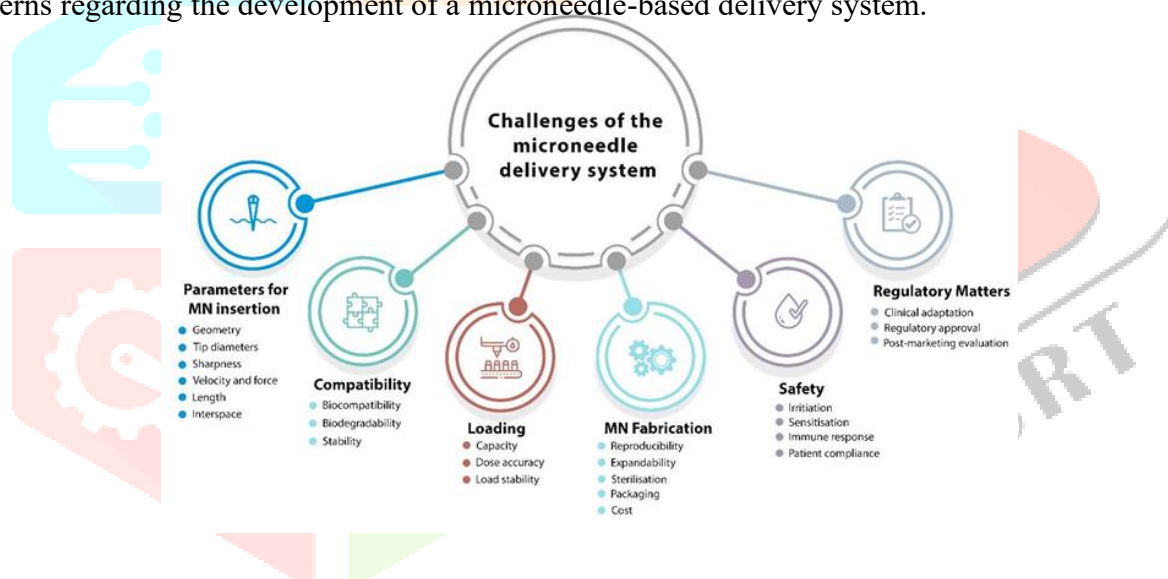 erns regarding the development of a microneedle-based delivery system.
Challenges of the
microneedle
delivery system
Parameters for
MN insertion
Geometry
Tip diameters
Sharpness
Velocity and force
Length
Interspace
Compatibility
Biocompatibility
Biodegradability
Stability
Loading
Capacity
Dose accuracy
Load stability
MN Fabrication
Reproducibility
Expandability
Sterilisation
Packaging
Cost
Safety
Irritiation
Sensitisation
Immune response
Patient compliance
Regulatory Matters
Clinical adaptation
Regulatory approval
Post-marketing evaluation
RT